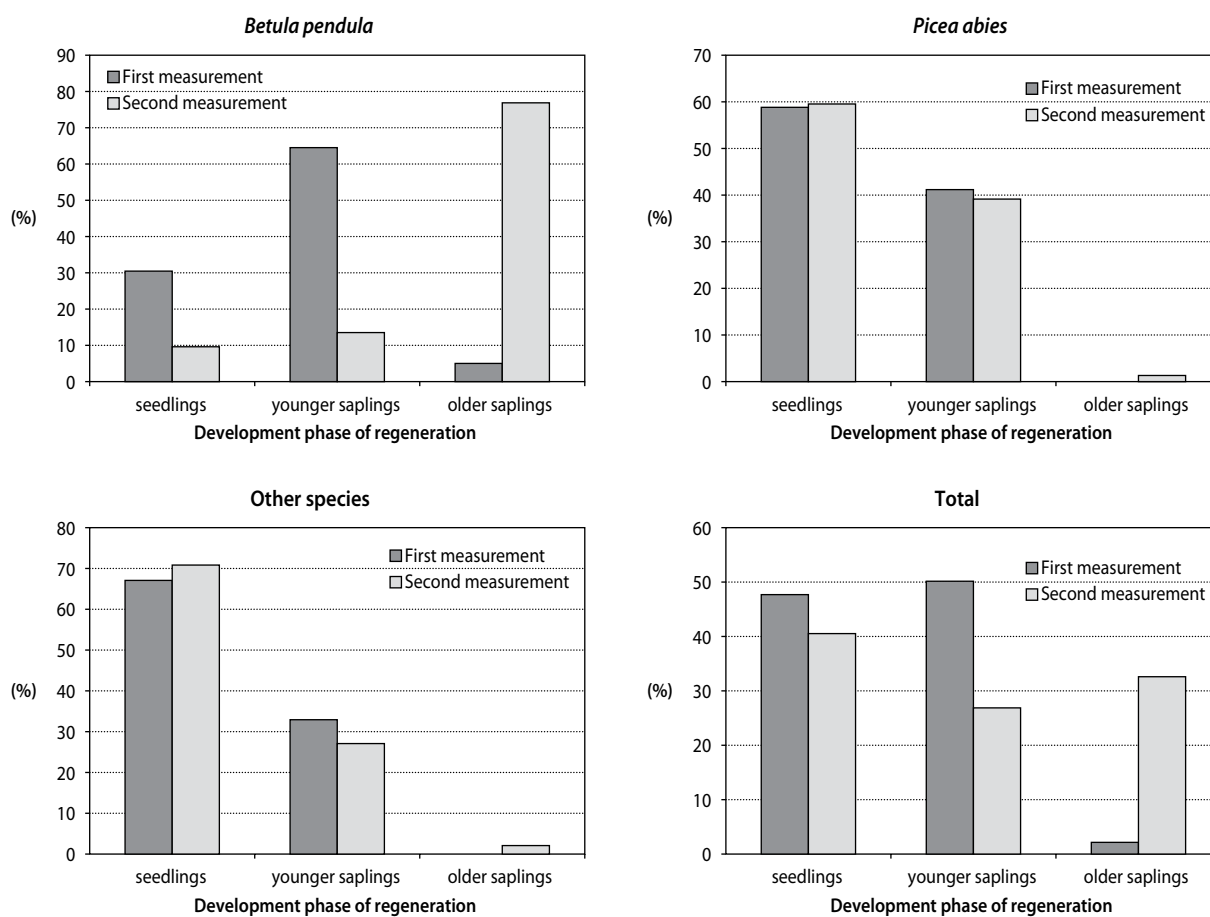 Betula pendula
90
80
70
60
50
40
30
20
10
0
(%)
First measurement
Second measurement
seedlings younger saplings older saplings
Development phase of regeneration
Picea abies
70
60
50
40
30
20
10
0
(%)
First measurement
Second measurement
seedlings younger saplings older saplings
Development phase of regeneration
Other species
80
70
60
50
40
30
20
10
0
(%)
First measurement
Second measurement
seedlings younger saplings older saplings
Development phase of regeneration
Total
60
50
40
30
20
10
0
(%)
First measurement
Second measurement
seedlings younger saplings older saplings
Development phase of regeneration